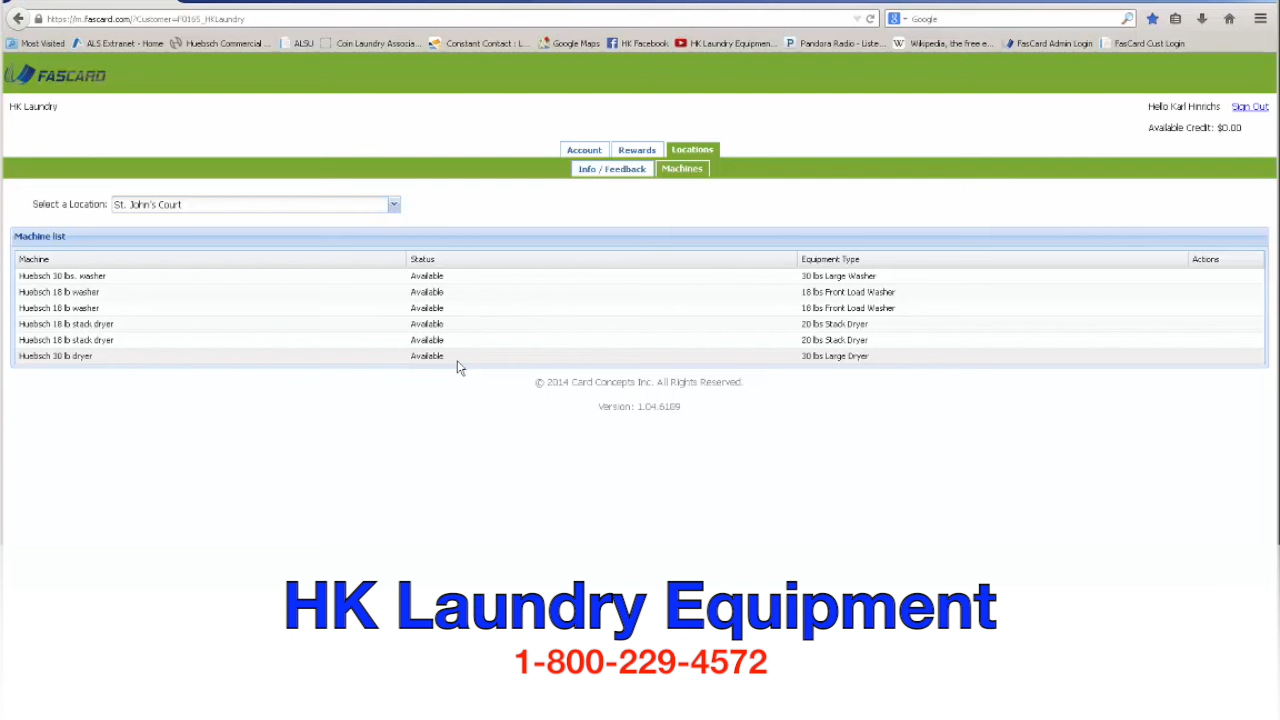 https://m.fascard.com/?Customer=F0165_HKLaundry
Google
Most Visited ALS Extranet - Home Huebsch Commercial ... ALSU Coin Laundry Associa... Constant Contact : L... Google Maps HK Facebook HK Laundry Equipmen... Pandora Radio - Liste... Wikipedia, the free e... FasCard Admin Login FasCard Cust Login
FASCARD
HK Laundry
Hello Karl Hinrichs Sign Out
Available Credit: $0.00
Account Rewards Locations
Info / Feedback Machines
Select a Location: St. John's Court
Machine list
Machine Status Equipment Type Actions
Huebsch 30 lbs. washer Available 30 lbs Large Washer
Huebsch 18 lb washer Available 18 lbs Front Load Washer
Huebsch 18 lb washer Available 18 lbs Front Load Washer
Huebsch 18 lb stack dryer Available 20 lbs Stack Dryer
Huebsch 18 lb stack dryer Available 20 lbs Stack Dryer
Huebsch 30 lb dryer Available 30 lbs Large Dryer
© 2014 Card Concepts Inc. All Rights Reserved.
Version: 1.04.6189
HK Laundry Equipment
1-800-229-4572